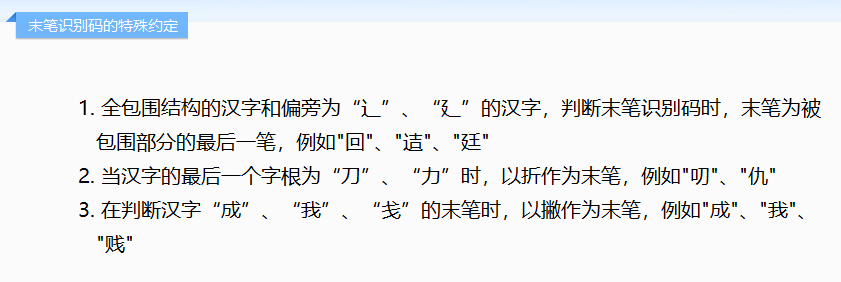 末笔识别码的特殊约定
1. 全包围结构的汉字和偏旁为“辶”、“廴”的汉字，判断末笔识别码时，末笔为被
包围部分的最后一笔，例如"回"、"迼"、"廷"
2. 当汉字的最后一个字根为“刀”、“力”时，以折作为末笔，例如"叨"、"仇"
3. 在判断汉字“成”、“我”、“戋”的末笔时，以撇作为末笔，例如"成"、"我"、
"贱"